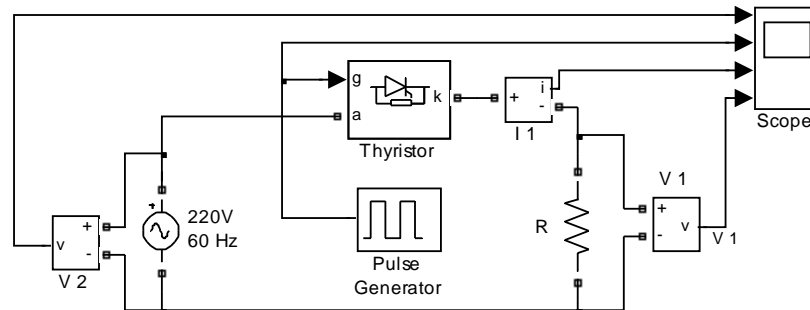 Scope
g
k
a
Thyristor
+
i
-
I 1
V 1
+
v
-
V 1
R
220V
60 Hz
+
v
-
V 2
+
Pulse
Generator